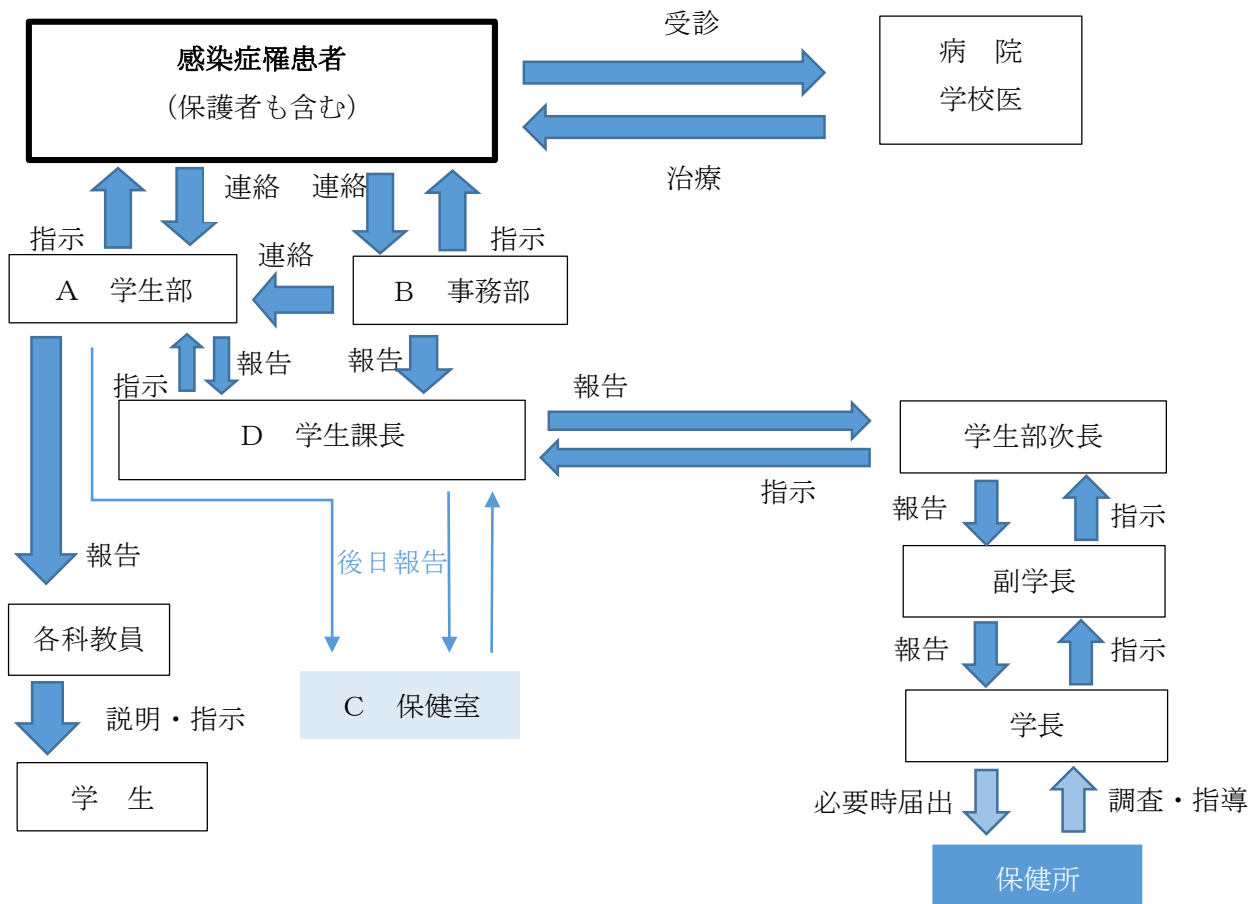 受診
感染症罹患者
(保護者も含む)
病　院
学校医
治療
連絡
連絡
指示
指示
連絡
A　学生部
B　事務部
報告
報告
指示
報告
D　学生課長
学生部次長
指示
報告
指示
後日報告
報告
副学長
各科教員
報告
指示
C　保健室
説明・指示
学長
学　生
必要時届出
調査・指導
保健所